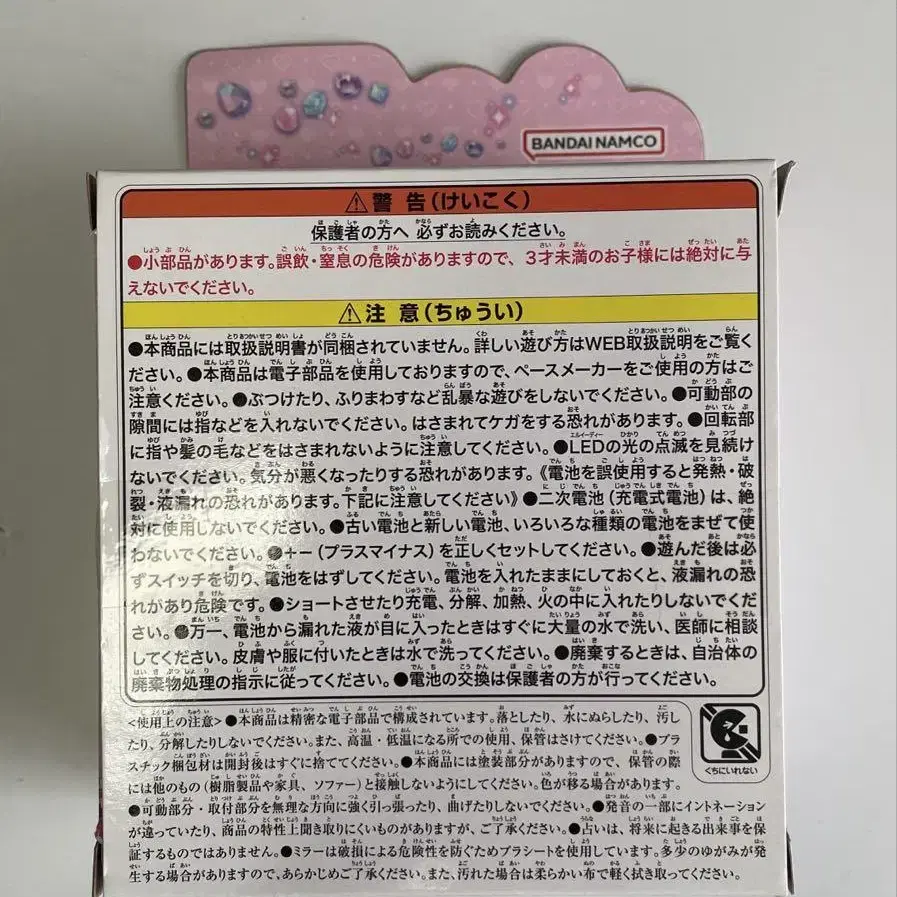 BANDAI NAMCO
⚠警告(けいこく)
保護者の方へ 必ずお読みください。
●小部品があります。誤飲・窒息の危険がありますので、3才未満のお子様には絶対に与
えないでください。
⚠注意(ちゅうい)
●本商品には取扱説明書が同梱されていません。詳しい遊び方はWEB取扱説明をご覧く
ださい。●本商品は電子部品を使用しておりますので、ペースメーカーをご使用の方はご
注意ください。●ぶつけたり、ふりまわすなど乱暴な遊びをしないでください。●可動部の
隙間には指などを入れないでください。はさまれてケガをする恐れがあります。●回転部
に指や髪の毛などをはさまれないように注意してください。●LEDの光の点滅を見続け
ないでください。気分が悪くなったりする恐れがあります。《電池を誤使用すると発熱・破
裂・液漏れの恐れがあります。下記に注意してください》●二次電池(充電式電池)は、絶
対に使用しないでください。●古い電池と新しい電池、いろいろな種類の電池をまぜて使
わないでください。●+−(プラスマイナス)を正しくセットしてください。●遊んだ後は必
ずスイッチを切り、電池をはずしてください。電池を入れたままにしておくと、液漏れの恐
れがあり危険です。●ショートさせたり充電、分解、加熱、火の中に入れたりしないでくだ
さい。●万一、電池から漏れた液が目に入ったときはすぐに大量の水で洗い、医師に相談
してください。皮膚や服に付いたときは水で洗ってください。●廃棄するときは、自治体の
廃棄物処理の指示に従ってください。●電池の交換は保護者の方が行ってください。
<使用上の注意>●本商品は精密な電子部品で構成されています。落としたり、水にぬらしたり、汚し
たり、分解したりしないでください。また、高温・低温になる所での使用、保管はさけてください。●プラ
スチック梱包材は開封後はすぐに捨ててください。●本商品には塗装部分がありますので、保管の際
には他のもの(樹脂製品や家具、ソファー)と接触しないようにしてください。色が移る場合があります。
●可動部分・取付部分を無理な方向に強く引っ張ったり、曲げたりしないでください。●発音の一部にイントネーション
が違っていたり、商品の特性上聞き取りにくいものがありますが、ご了承ください。●占いは、将来に起きる出来事を保
証するものではありません。●ミラーは破損による危険性を防ぐためプラシートを使用しています。多少のゆがみが発
生する場合がありますので、あらかじめご了承ください。また、汚れた場合は柔らかい布で軽く拭き取ってください。
くちにいれない